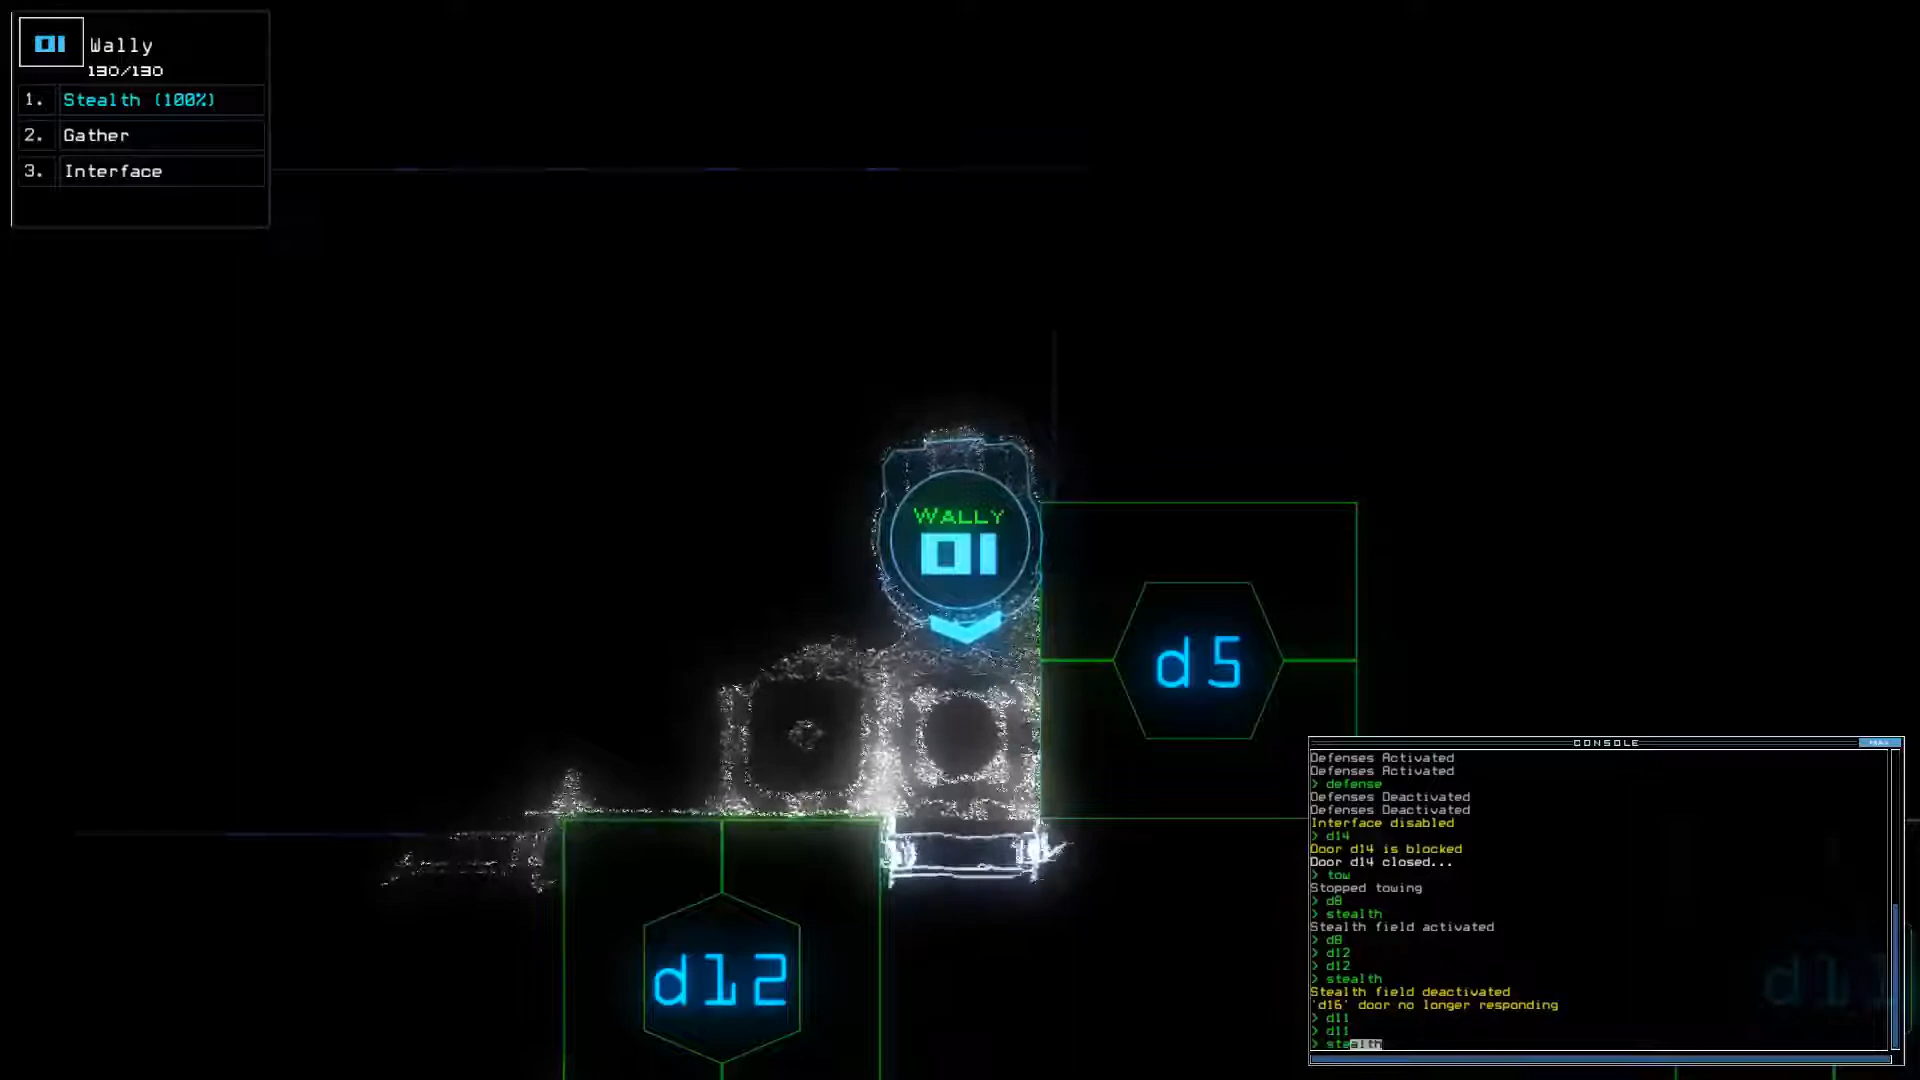 01 Wally
130/130
1. Stealth (100%)
2. Gather
3. Interface
WALLY
01
d5
d12
CONSOLE
Defenses Activated
Defenses Activated
> defense
Defenses Deactivated
Defenses Deactivated
Interface disabled
> d14
Door d14 is blocked
Door d14 closed...
> tow
Stopped towing
> d8
> stealth
Stealth field activated
> d8
> d12
> d12
> stealth
Stealth field deactivated
'd16' door no longer responding
> d11
> d11
> stealth